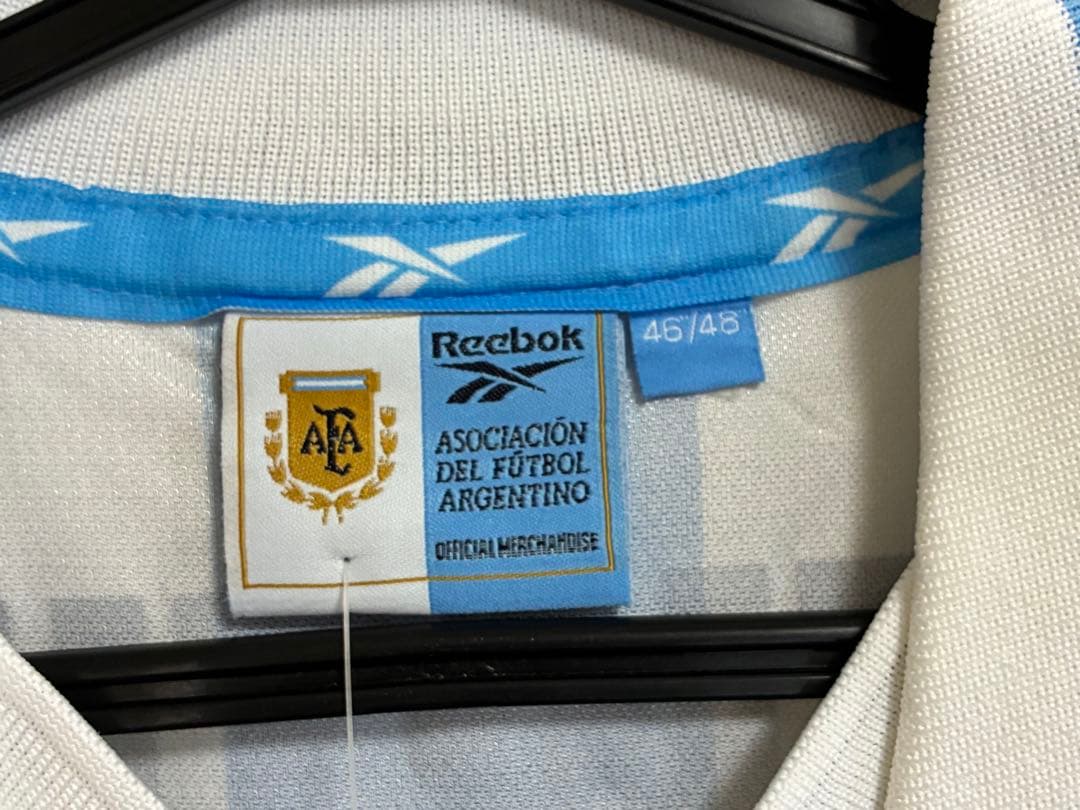 AFA
Reebok
ASOCIACIÓN
DEL FÚTBOL
ARGENTINO
OFFICIAL MERCHANDISE
46"/48"